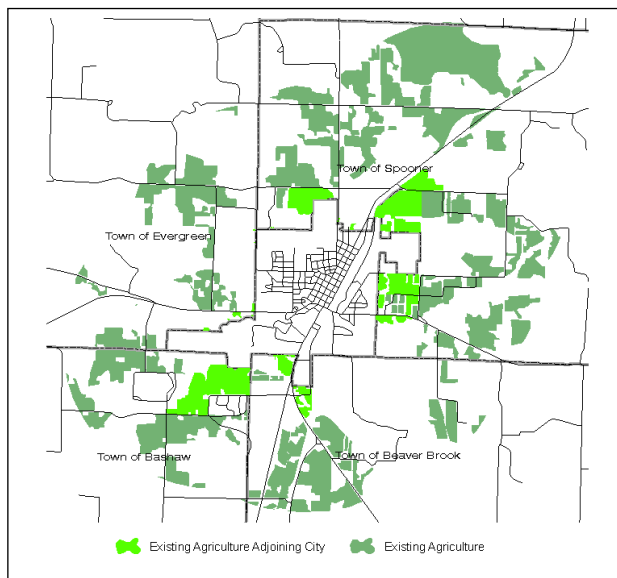 Town of Spooner
Town of Evergreen
Town of Bashaw
Town of Beaver Brook
Existing Agriculture Adjoining City
Existing Agriculture